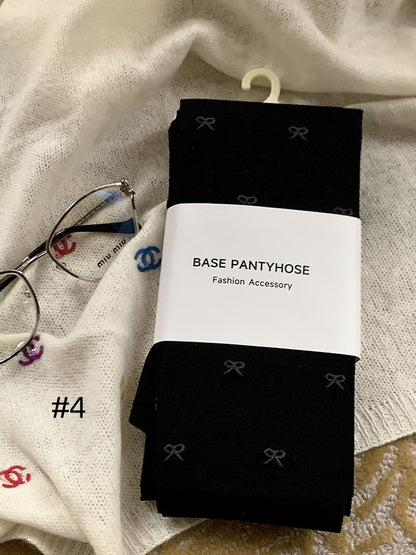 BASE PANTYHOSE
Fashion Accessory
miu miu
#4